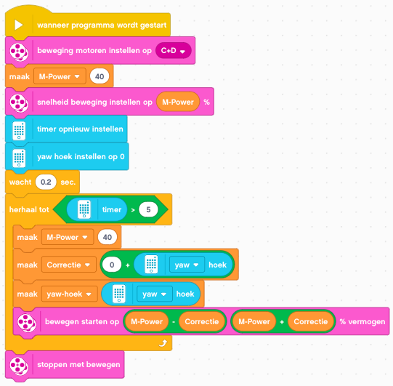 wanneer programma wordt gestart
beweging motoren instellen op C+D
maak M-Power 40
snelheid beweging instellen op M-Power %
timer opnieuw instellen
yaw hoek instellen op 0
wacht 0.2 sec.
herhaal tot timer > 5
maak M-Power 40
maak Correctie 0 + yaw hoek
maak yaw-hoek yaw hoek
bewegen starten op M-Power - Correctie M-Power + Correctie % vermogen
stoppen met bewegen